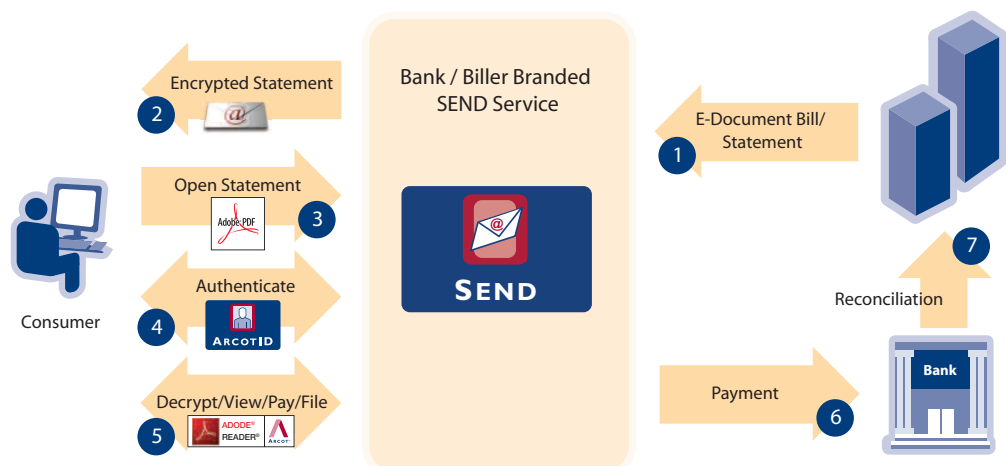 Bank / Biller Branded
SEND Service
Encrypted Statement
@
2
E-Document Bill/
Statement
1
Open Statement
Adobe PDF
3
@
SEND
Authenticate
ARCOTID
4
Consumer
Decrypt/View/Pay/File
ADODE®
READER®
ARCOT
5
Payment
6
Bank
Reconciliation
7